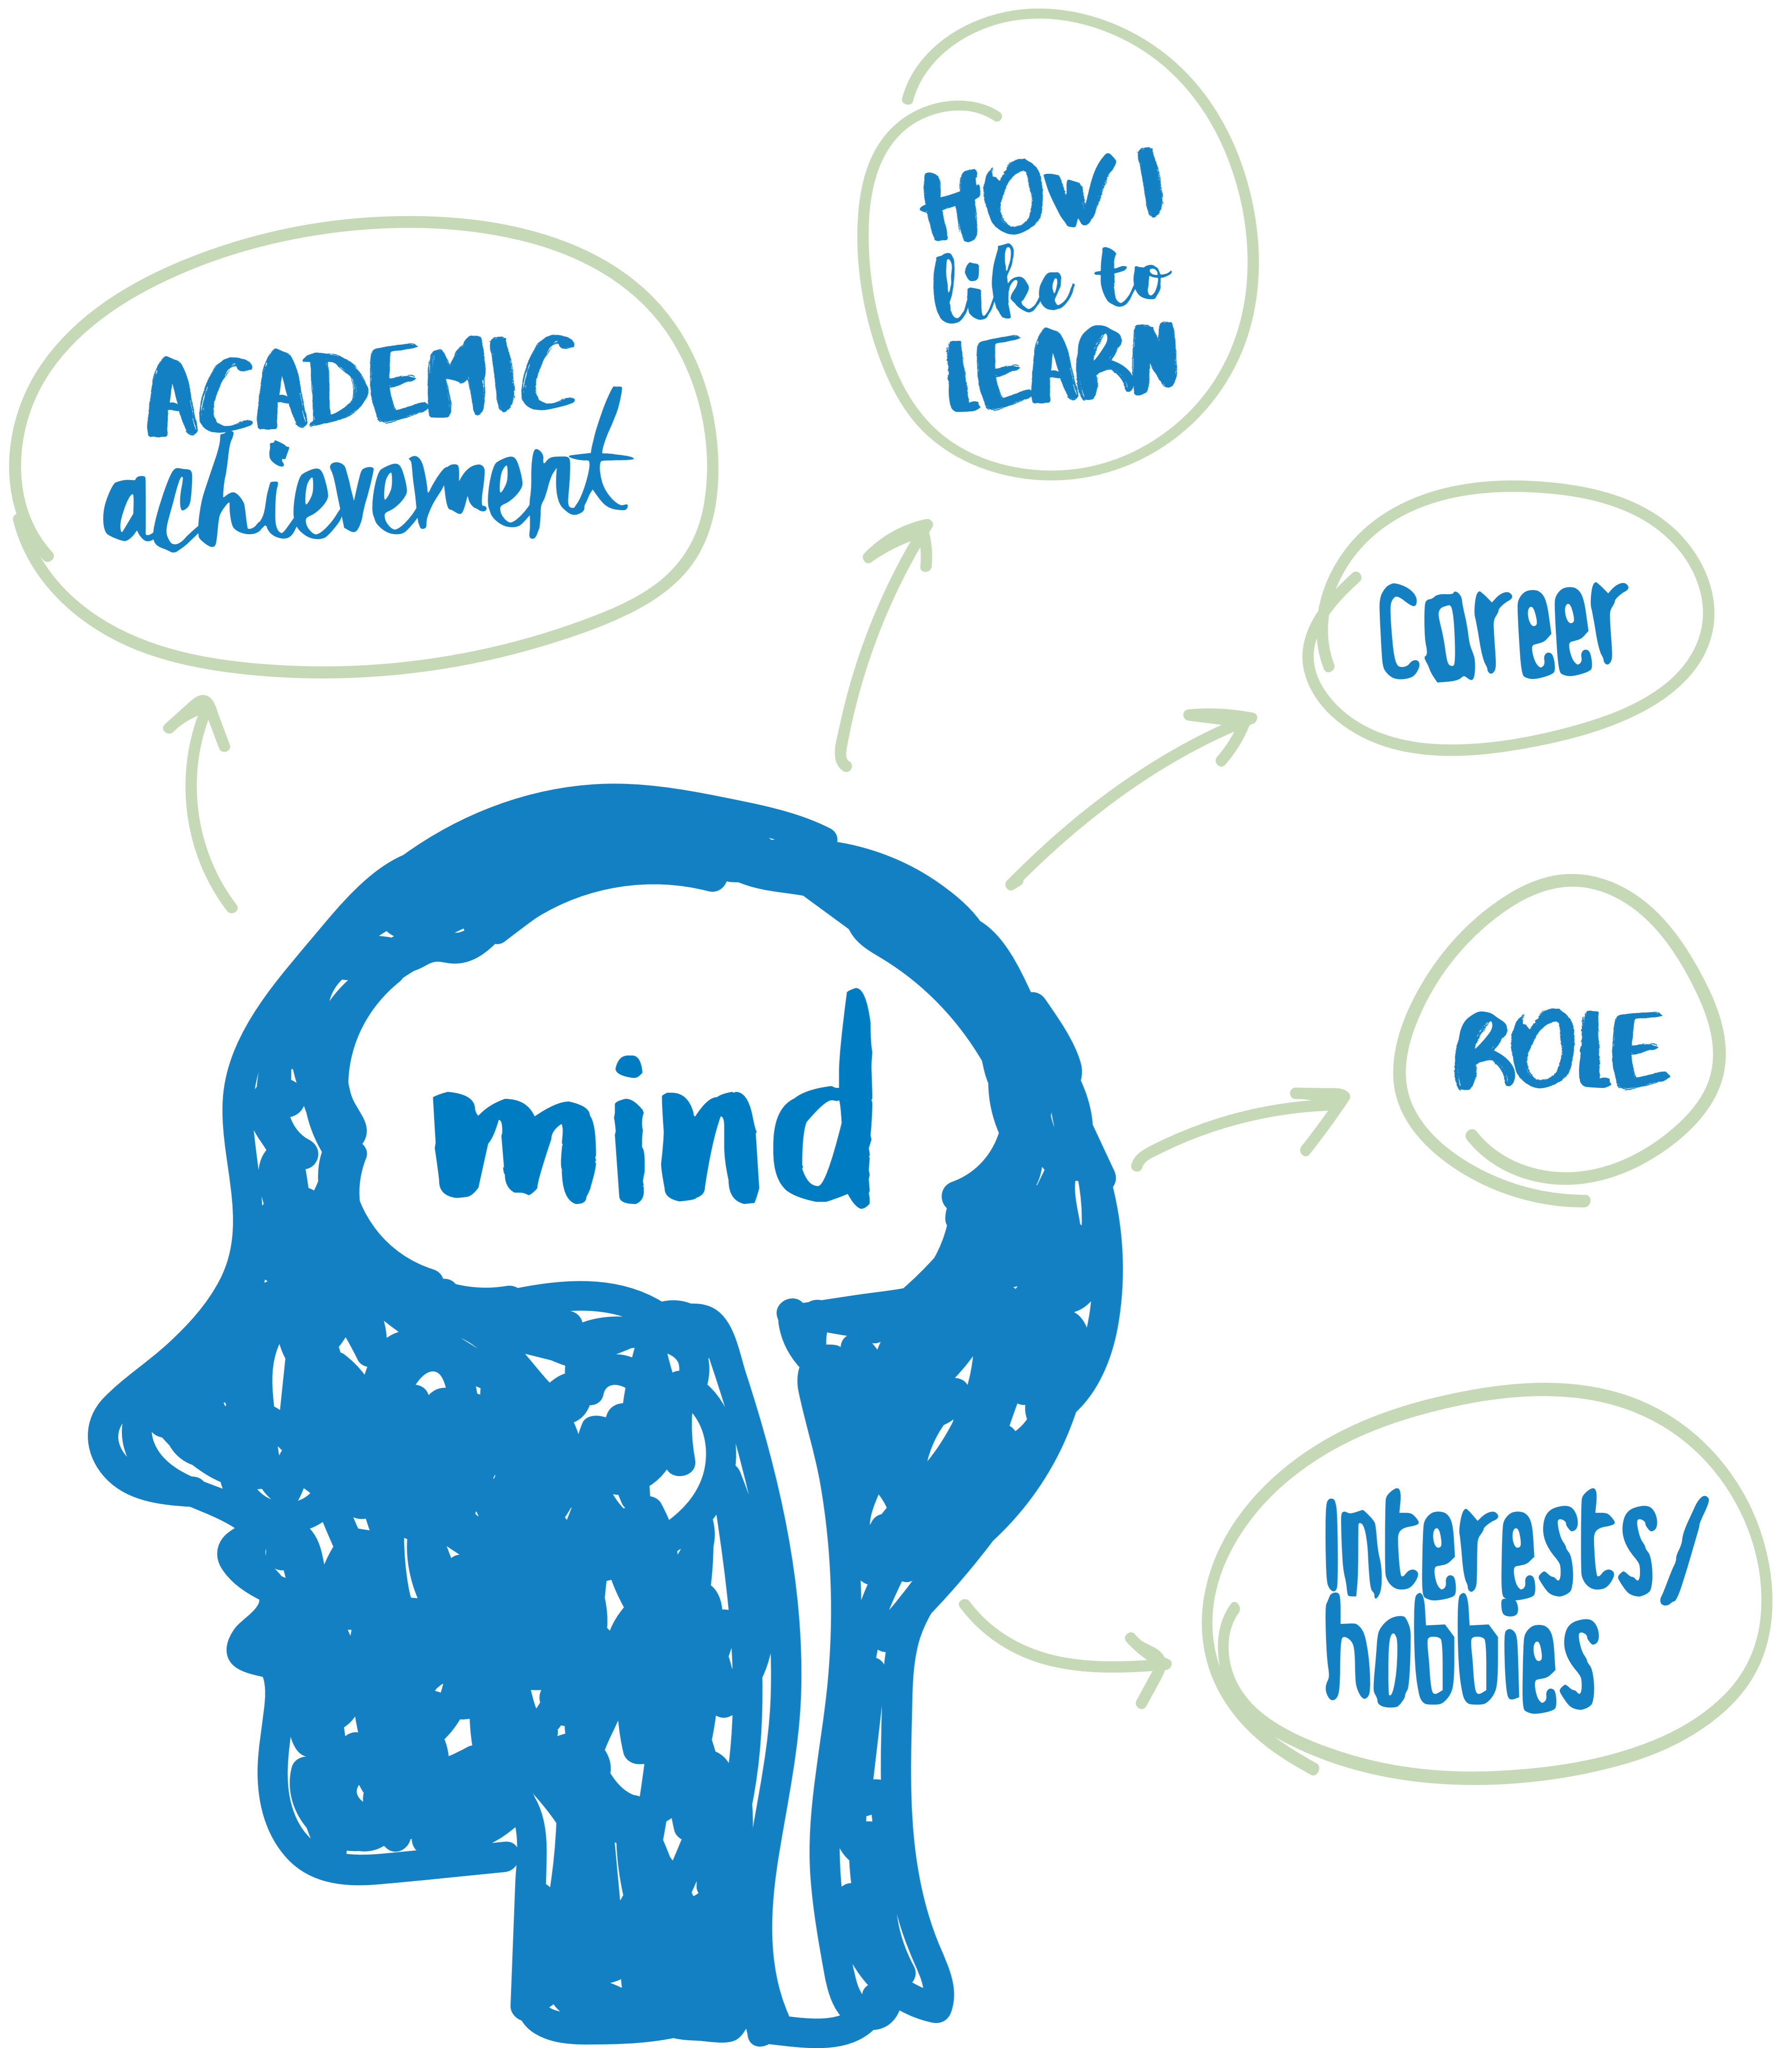 HOW I
like to
LEARN
ACADEMIC
achievement
career
ROLE
mind
interests/
hobbies